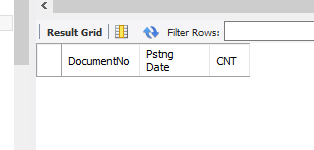 Result Grid Filter Rows:
DocumentNo Pstng Date CNT